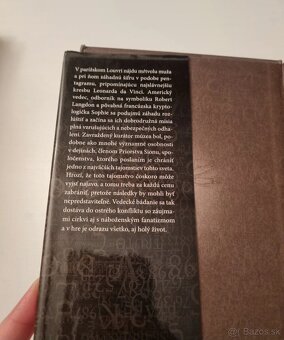 V parížskom Louvri nájdu mŕtvolu muža
a pri ňom náhadnú šifru v podobe pen-
tagramu, pripomínajúcu najslávnejšiu
kresbu Leonarda da Vinci. Americký
vedec, odborník na symboliku Robert
Langdon a pôvabná francúzska krypto-
logička Sophie sa podujmú záhadu roz-
lúštiť a začína sa ich dobrodružná misia
plná vzrušujúcich a nebezpečných odha-
lení. Zavraždený kurátor múzea bol, po-
dobne ako mnohé významné osobnosti
v dejinách, členom Priorstva Sionu, spo-
ločenstva, ktorého poslaním je chrániť
jedno z najväčších tajomstiev tohto sveta.
Hrozí, že toto tajomstvo čoskoro môže
vyjsť najavo, a tomu treba za každú cenu
zabrániť, pretože následky by mohli byť
nepredstaviteľné. Vedecké bádanie sa tak
dostáva do ostrého konfliktu so záujma-
mi cirkvi aj s náboženským fanatizmom
a v hre je odrazu všetko, aj holý život.
bazos.sk